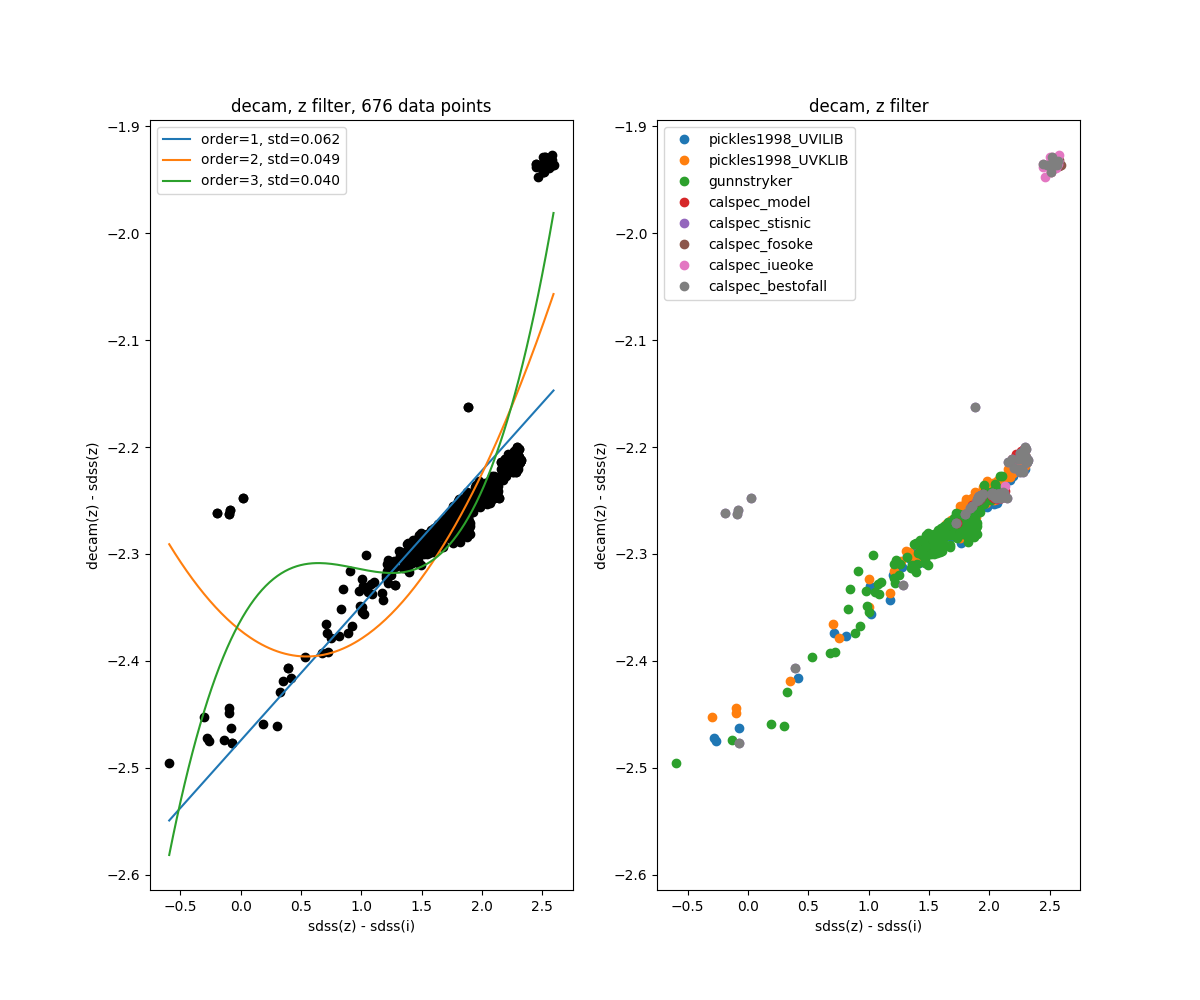 decam, z filter, 676 data points
order=1, std=0.062
order=2, std=0.049
order=3, std=0.040
−1.9
−2.0
−2.1
−2.2
−2.3
−2.4
−2.5
−2.6
decam(z) - sdss(z)
−0.5 0.0 0.5 1.0 1.5 2.0 2.5
sdss(z) - sdss(i)
decam, z filter
pickles1998_UVILIB
pickles1998_UVKLIB
gunnstryker
calspec_model
calspec_stisnic
calspec_fosoke
calspec_iueoke
calspec_bestofall
−1.9
−2.0
−2.1
−2.2
−2.3
−2.4
−2.5
−2.6
decam(z) - sdss(z)
−0.5 0.0 0.5 1.0 1.5 2.0 2.5
sdss(z) - sdss(i)